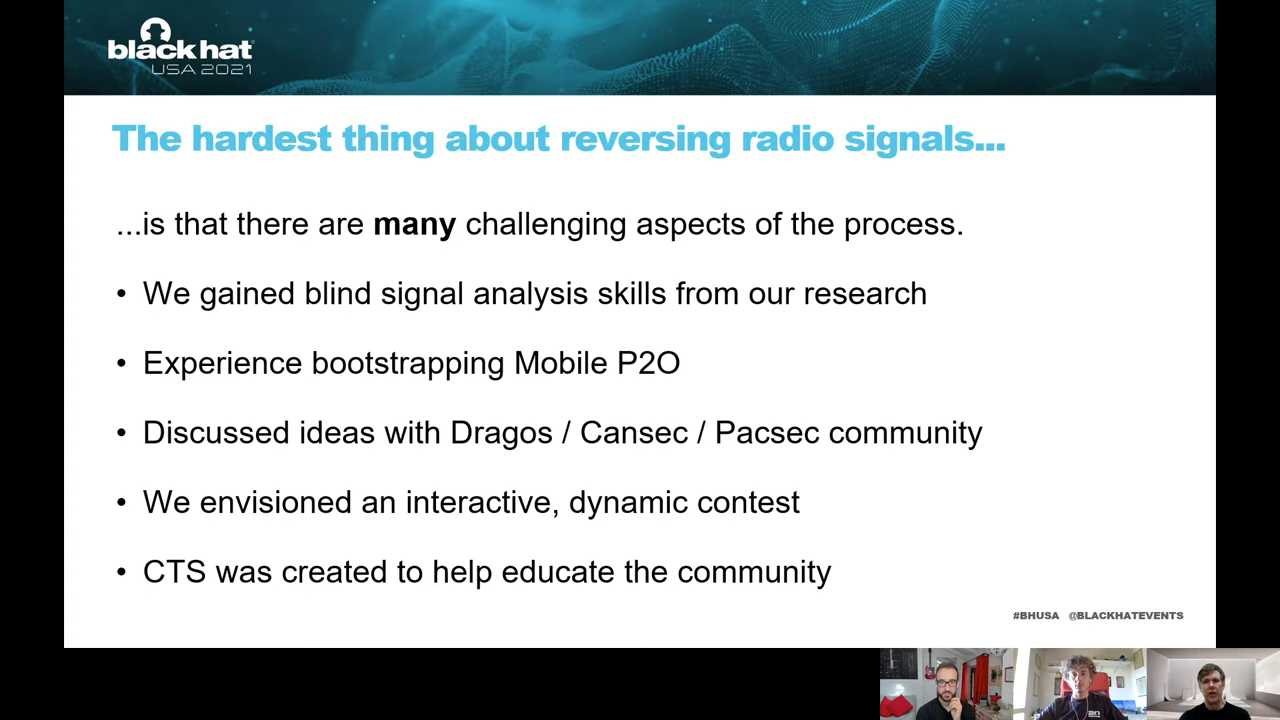 black hat
USA 2021
The hardest thing about reversing radio signals...
...is that there are many challenging aspects of the process.
• We gained blind signal analysis skills from our research
• Experience bootstrapping Mobile P2O
• Discussed ideas with Dragos / Cansec / Pacsec community
• We envisioned an interactive, dynamic contest
• CTS was created to help educate the community
#BHUSA @BLACKHATEVENTS